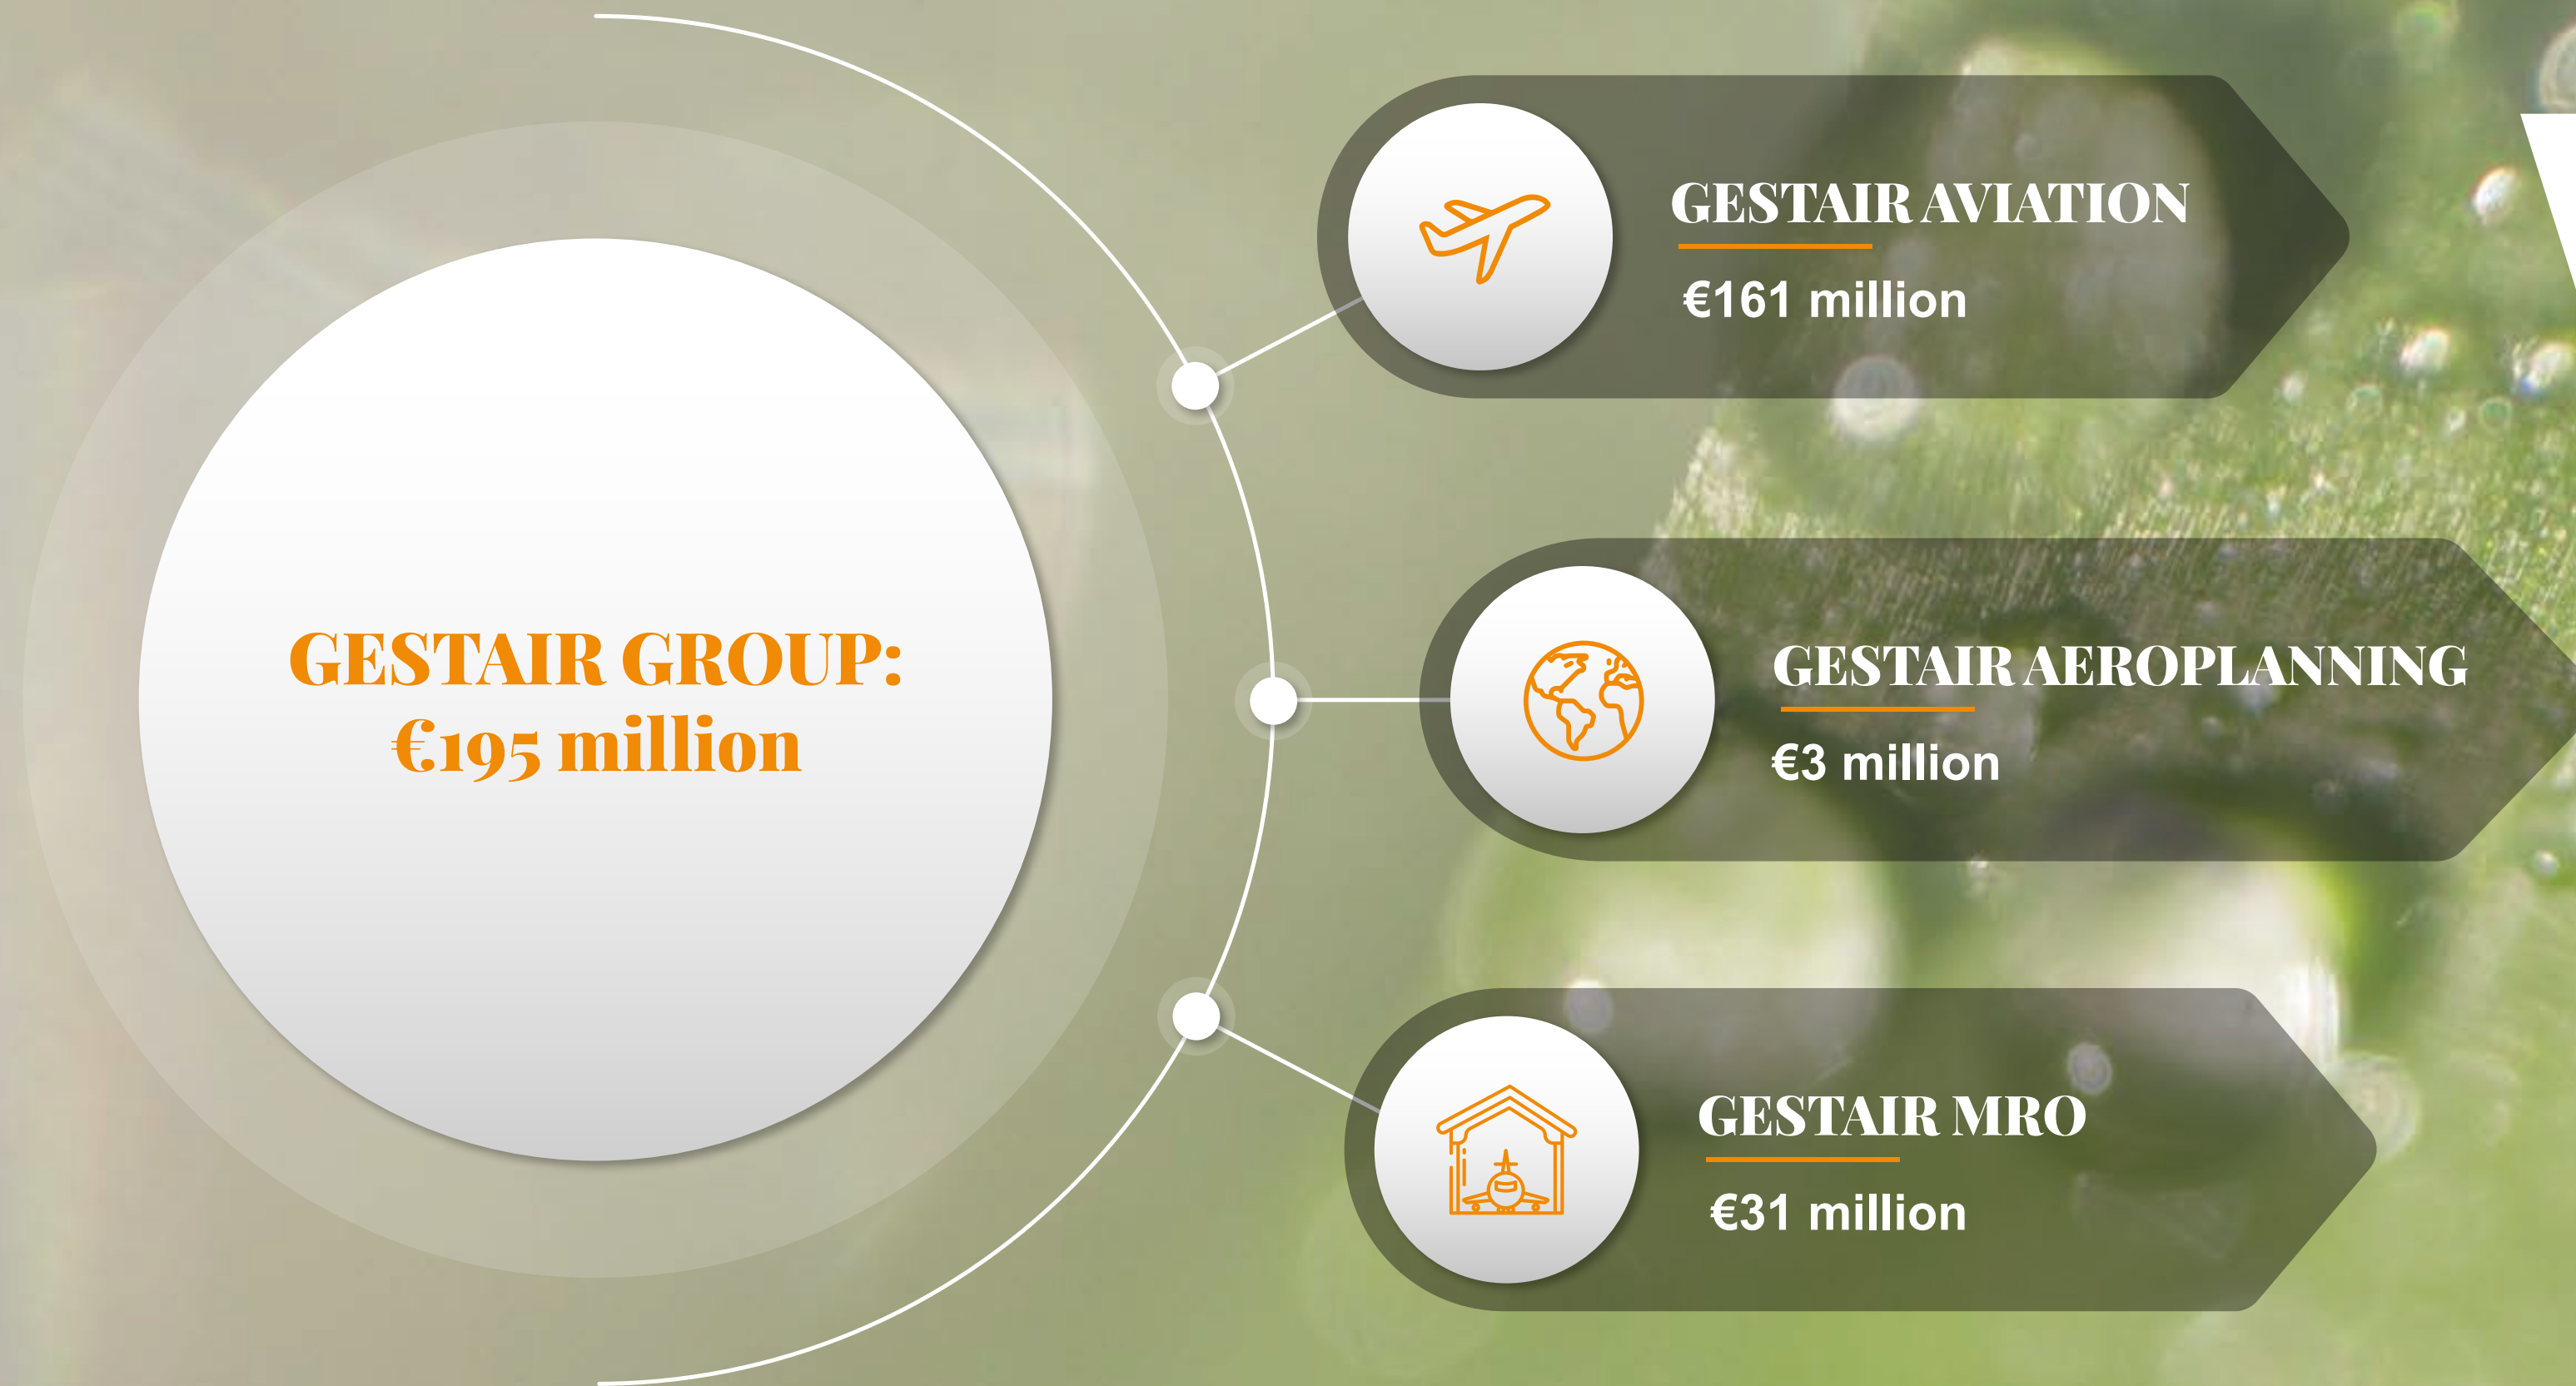 GESTAIR GROUP:
€195 million
GESTAIR AVIATION
€161 million
GESTAIR AEROPLANNING
€3 million
GESTAIR MRO
€31 million